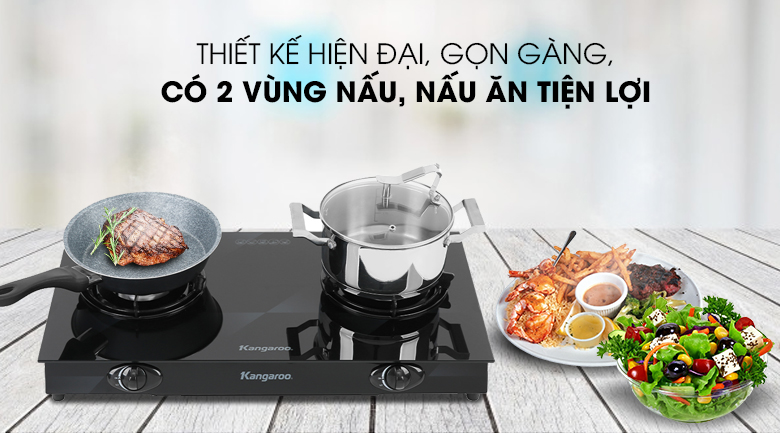 THIẾT KẾ HIỆN ĐẠI, GỌN GÀNG,
CÓ 2 VÙNG NẤU, NẤU ĂN TIỆN LỢI
Kangaroo
Kangaroo